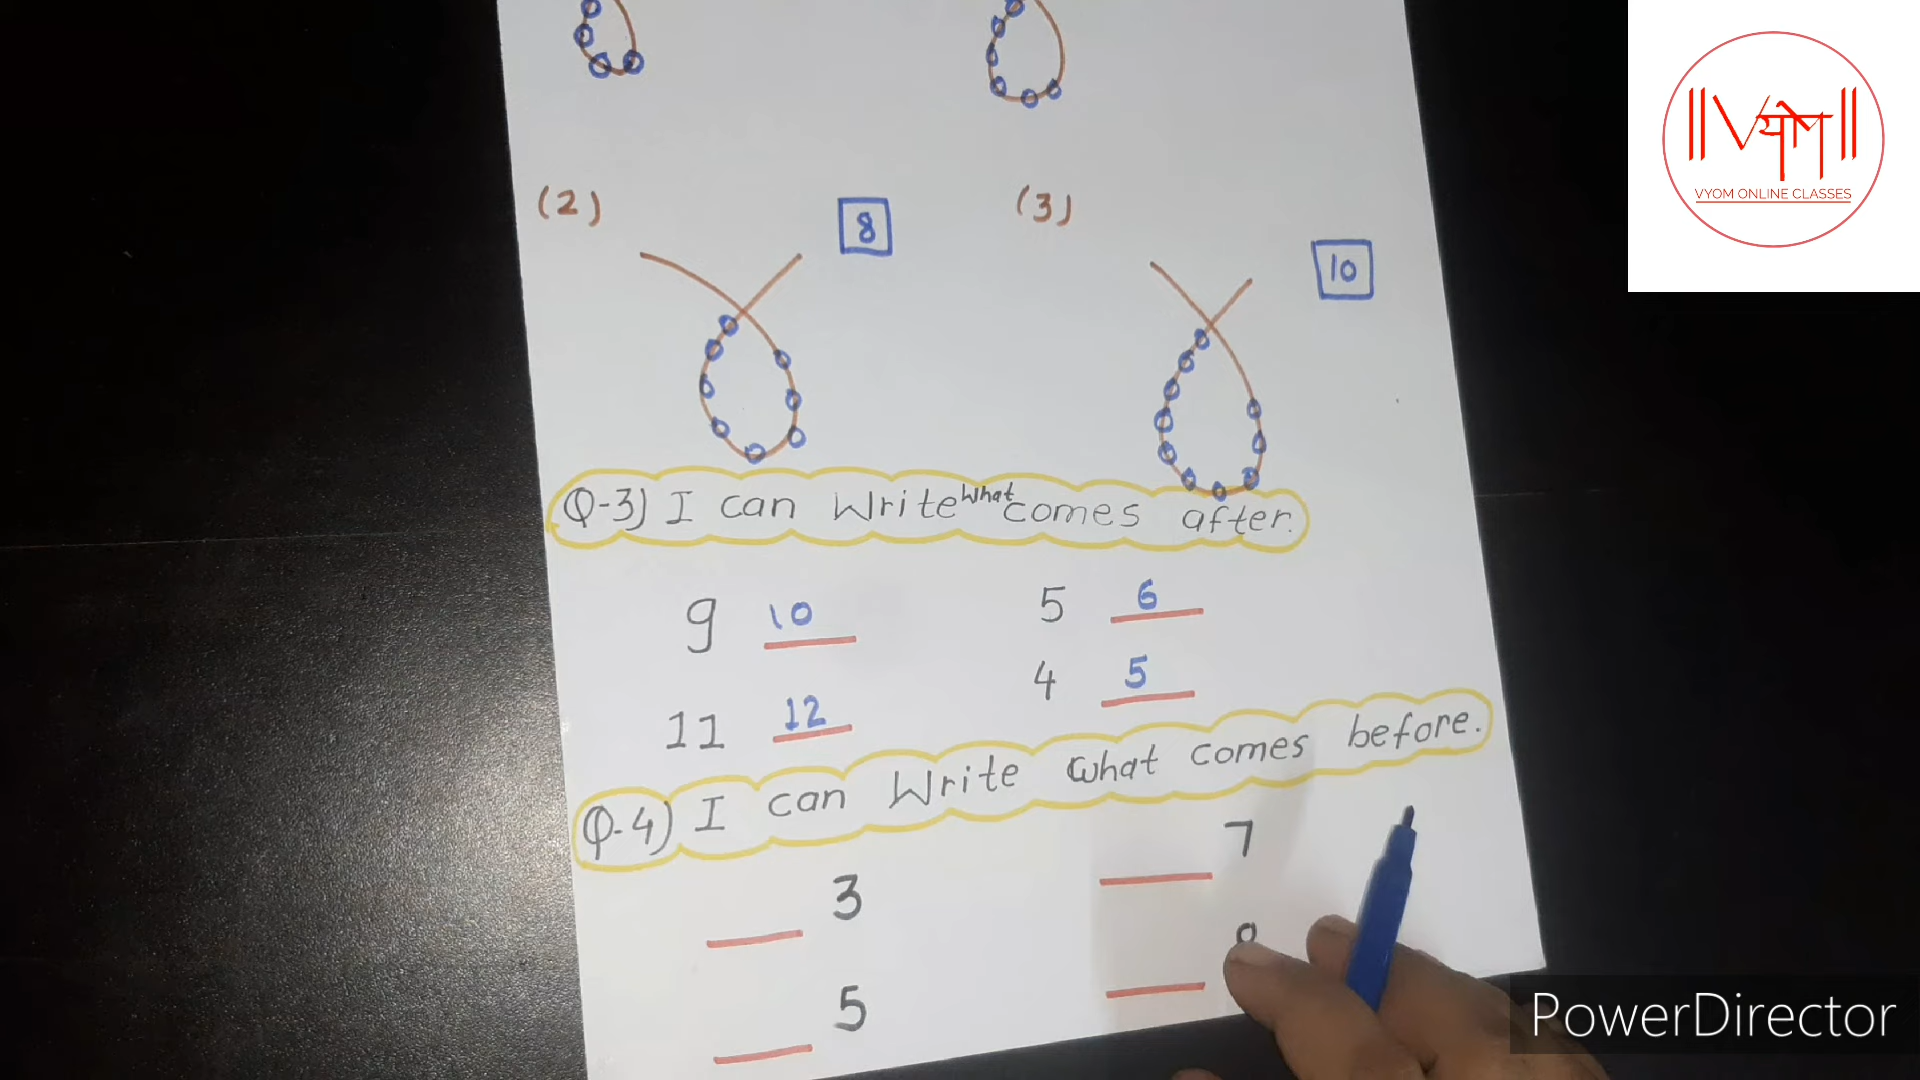 ||Vयोम||
VYOM ONLINE CLASSES
(2) 8 (3) 10
Q-3) I can Write What comes after.
9 10 5 6
4 5
11 12
Q-4) I can Write What comes before.
7
3
5
PowerDirector